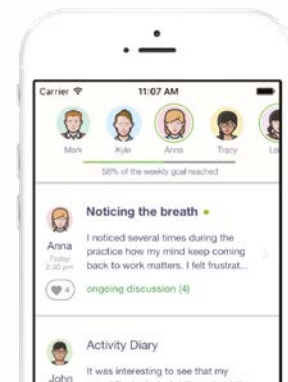 Carrier 11:07 AM
Mark Kyle Anna Tracy
58% of the weekly goal reached
Noticing the breath
Anna
Today
2:30 pm
I noticed several times during the
practice how my mind keep coming
back to work matters. I felt frustrat...
4
ongoing discussion (4)
Activity Diary
John
It was interesting to see that my